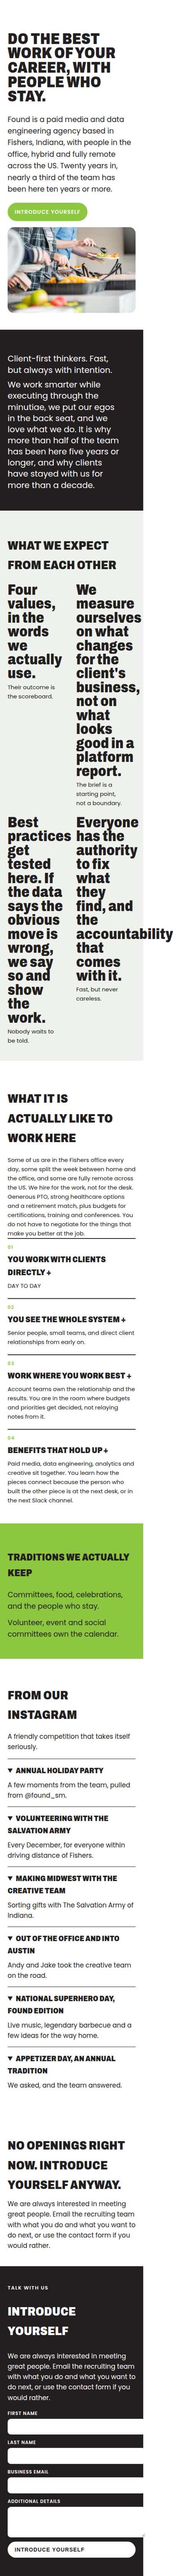 DO THE BEST
WORK OF YOUR
CAREER, WITH
PEOPLE WHO
STAY.
Found is a paid media and data
engineering agency based in
Fishers, Indiana, with people in the
office, hybrid and fully remote
across the US. Twenty years in,
nearly a third of the team has
been here ten years or more.
INTRODUCE YOURSELF
Client-first thinkers. Fast,
but always with intention.
We work smarter while
executing through the
minutiae, we put our egos
in the back seat, and we
love what we do. It is why
more than half of the team
has been here five years or
longer, and why clients
have stayed with us for
more than a decade.
WHAT WE EXPECT
FROM EACH OTHER
Four
values,
in the
words
we
actually
use.
Their outcome is
the scoreboard.
We
measure
ourselves
on what
changes
for the
client's
business,
not on
what
looks
good in a
platform
report.
The brief is a
starting point,
not a boundary.
Best
practices
get
tested
here. If
the data
says the
obvious
move is
wrong,
we say
so and
show
the
work.
Nobody waits to
be told.
Everyone
has the
authority
to fix
what
they
find, and
the
accountability
that
comes
with it.
Fast, but never
careless.
WHAT IT IS
ACTUALLY LIKE TO
WORK HERE
Some of us are in the Fishers office every
day, some split the week between home and
the office, and some are fully remote across
the US. We hire for the work, not for the desk.
Generous PTO, strong healthcare options
and a retirement match, plus budgets for
certifications, training and conferences. You
do not have to negotiate for the things that
make you better at the job.
01
YOU WORK WITH CLIENTS
DIRECTLY +
DAY TO DAY
02
YOU SEE THE WHOLE SYSTEM +
Senior people, small teams, and direct client
relationships from early on.
03
WORK WHERE YOU WORK BEST +
Account teams own the relationship and the
results. You are in the room where budgets
and priorities get decided, not relaying
notes from it.
04
BENEFITS THAT HOLD UP +
Paid media, data engineering, analytics and
creative sit together. You learn how the
pieces connect because the person who
built the other piece is at the next desk, or in
the next Slack channel.
TRADITIONS WE ACTUALLY
KEEP
Committees, food, celebrations,
and the people who stay.
Volunteer, event and social
committees own the calendar.
FROM OUR
INSTAGRAM
A friendly competition that takes itself
seriously.
▼ ANNUAL HOLIDAY PARTY
A few moments from the team, pulled
from @found_sm.
▼ VOLUNTEERING WITH THE
SALVATION ARMY
Every December, for everyone within
driving distance of Fishers.
▼ MAKING MIDWEST WITH THE
CREATIVE TEAM
Sorting gifts with The Salvation Army of
Indiana.
▼ OUT OF THE OFFICE AND INTO
AUSTIN
Andy and Jake took the creative team
on the road.
▼ NATIONAL SUPERHERO DAY,
FOUND EDITION
Live music, legendary barbecue and a
few ideas for the way home.
▼ APPETIZER DAY, AN ANNUAL
TRADITION
We asked, and the team answered.
NO OPENINGS RIGHT
NOW. INTRODUCE
YOURSELF ANYWAY.
We are always interested in meeting
great people. Email the recruiting team
with what you do and what you want to
do next, or use the contact form if you
would rather.
TALK WITH US
INTRODUCE
YOURSELF
We are always interested in meeting
great people. Email the recruiting team
with what you do and what you want to
do next, or use the contact form if you
would rather.
FIRST NAME
LAST NAME
BUSINESS EMAIL
ADDITIONAL DETAILS
INTRODUCE YOURSELF